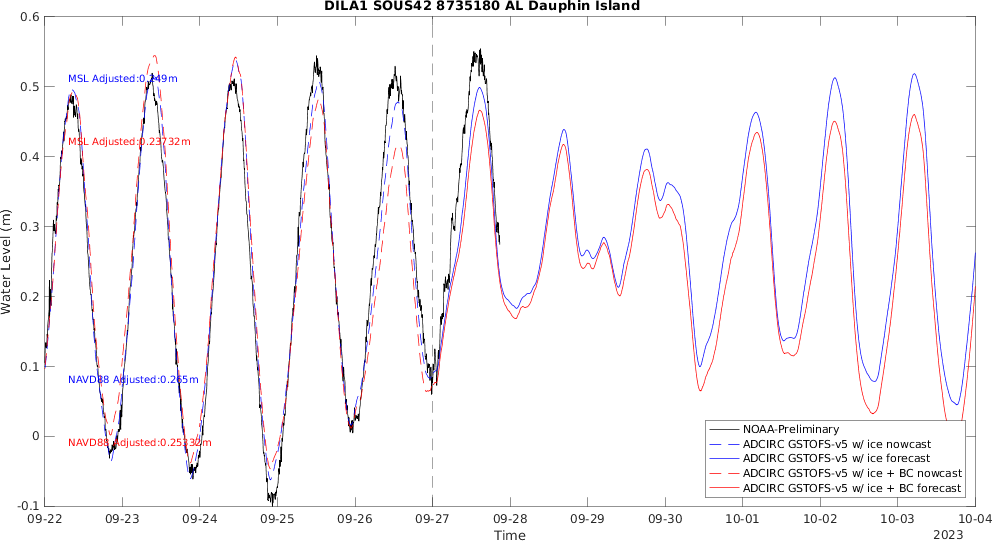 DILA1 SOUS42 8735180 AL Dauphin Island
0.6
0.5
0.4
0.3
0.2
0.1
0
-0.1
Water Level (m)
MSL Adjusted:0.249m
MSL Adjusted:0.23732m
NAVD88 Adjusted:0.265m
NAVD88 Adjusted:0.25332m
NOAA-Preliminary
ADCIRC GSTOFS-v5 w/ ice nowcast
ADCIRC GSTOFS-v5 w/ ice forecast
ADCIRC GSTOFS-v5 w/ ice + BC nowcast
ADCIRC GSTOFS-v5 w/ ice + BC forecast
09-22 09-23 09-24 09-25 09-26 09-27 09-28 09-29 09-30 10-01 10-02 10-03 10-04
Time
2023